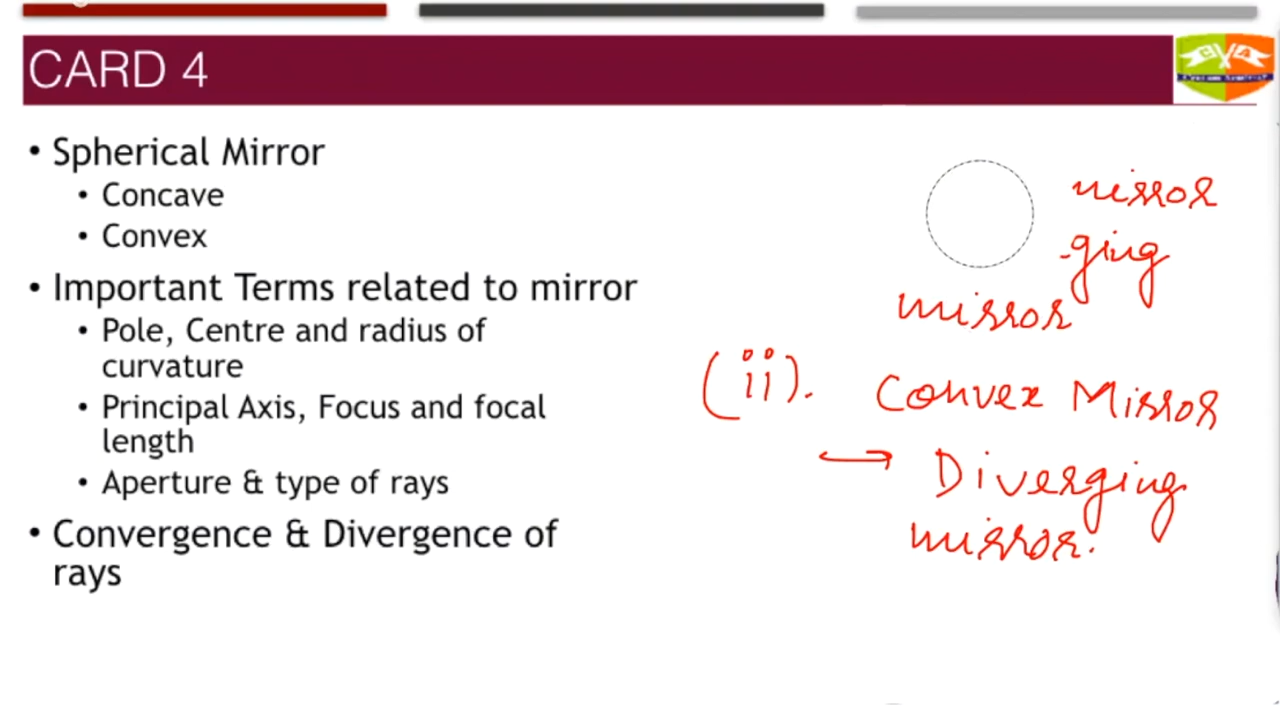 CARD 4
• Spherical Mirror
• Concave
• Convex
• Important Terms related to mirror
• Pole, Centre and radius of
curvature
• Principal Axis, Focus and focal
length
• Aperture & type of rays
• Convergence & Divergence of
rays
mirror
-ging
mirror
(ii). Convex Mirror
→ Diverging
mirror.